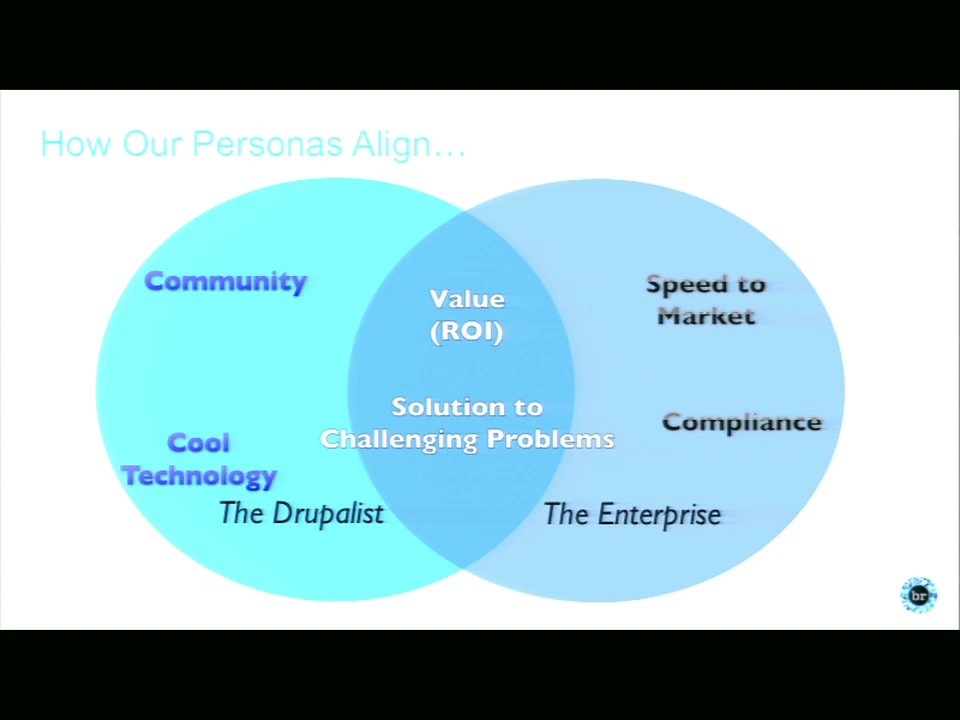 How Our Personas Align…
Community
Value
(ROI)
Speed to
Market
Solution to
Challenging Problems
Compliance
Cool
Technology
The Drupalist
The Enterprise
br